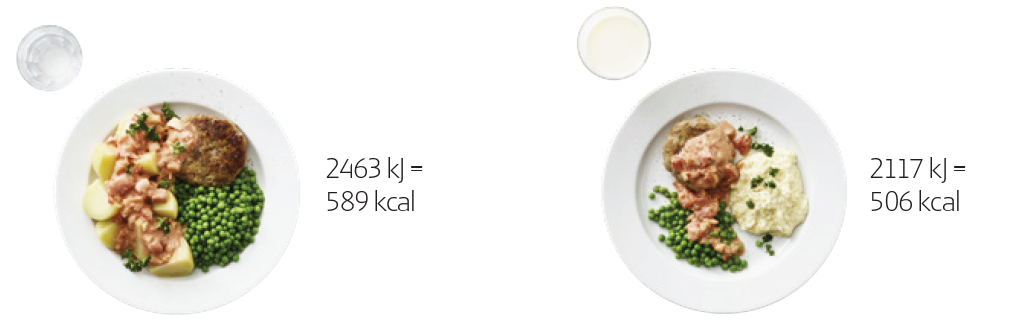 2463 kJ =
589 kcal
2117 kJ =
506 kcal